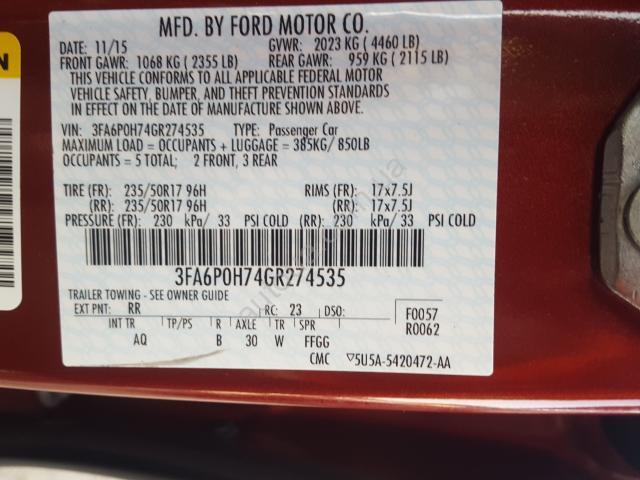 MFD. BY FORD MOTOR CO.
DATE: 11/15 GVWR: 2023 KG ( 4460 LB)
FRONT GAWR: 1068 KG ( 2355 LB) REAR GAWR: 959 KG ( 2115 LB)
THIS VEHICLE CONFORMS TO ALL APPLICABLE FEDERAL MOTOR
VEHICLE SAFETY, BUMPER, AND THEFT PREVENTION STANDARDS
IN EFFECT ON THE DATE OF MANUFACTURE SHOWN ABOVE.
VIN: 3FA6P0H74GR274535 TYPE: Passenger Car
MAXIMUM LOAD = OCCUPANTS + LUGGAGE = 385KG/ 850LB
OCCUPANTS = 5 TOTAL; 2 FRONT, 3 REAR
TIRE (FR): 235/50R17 96H RIMS (FR): 17x7.5J
(RR): 235/50R17 96H (RR): 17x7.5J
PRESSURE (FR): 230 kPa/ 33 PSI COLD (RR): 230 kPa/ 33 PSI COLD
3FA6P0H74GR274535
TRAILER TOWING - SEE OWNER GUIDE
EXT PNT: RR RC: 23 DSO: F0057
INT TR TP/PS R AXLE TR SPR R0062
AQ B 30 W FFGG
CMC ▽5U5A-5420472-AA